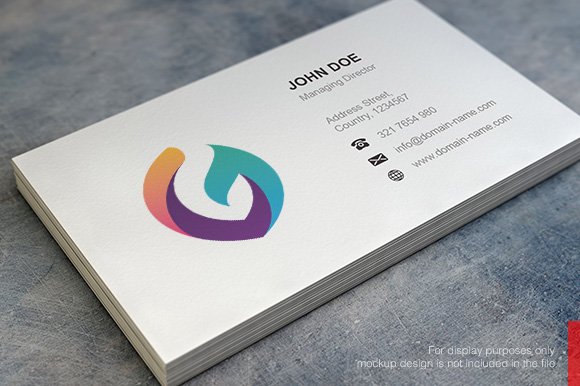 JOHN DOE
Managing Director
Address Street,
Country, 1234567
321 7654 980
info@domain-name.com
www.domain-name.com
For display purposes only
mockup design is not included in the file